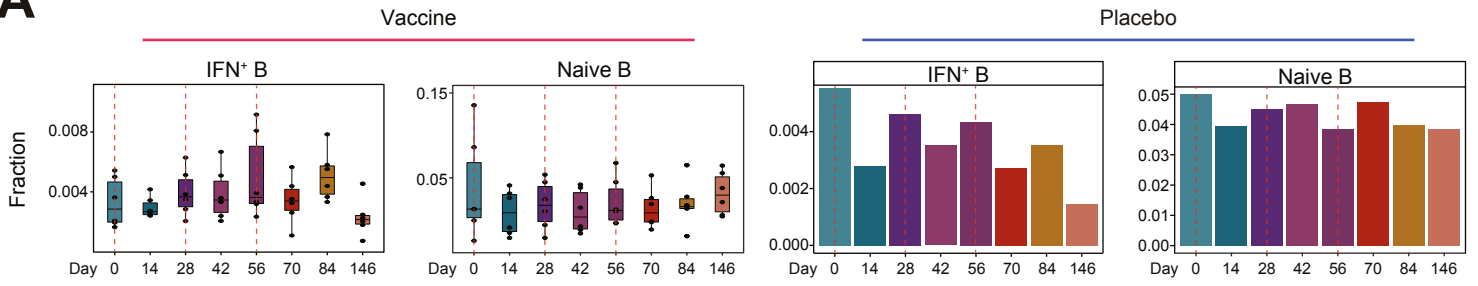 A
Vaccine
Placebo
IFN⁺ B
Naive B
IFN⁺ B
Naive B
Fraction
0.008
0.004
0.15
0.05
0.004
0.002
0.000
0.05
0.04
0.03
0.02
0.01
0.00
Day 0 14 28 42 56 70 84 146
Day 0 14 28 42 56 70 84 146
Day 0 14 28 42 56 70 84 146
Day 0 14 28 42 56 70 84 146